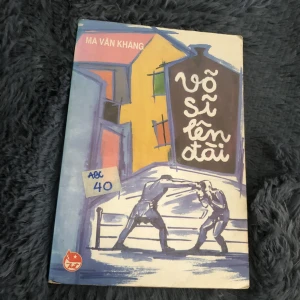 MA VĂN KHÁNG
võ
sĩ
lên
đài
ABC
40